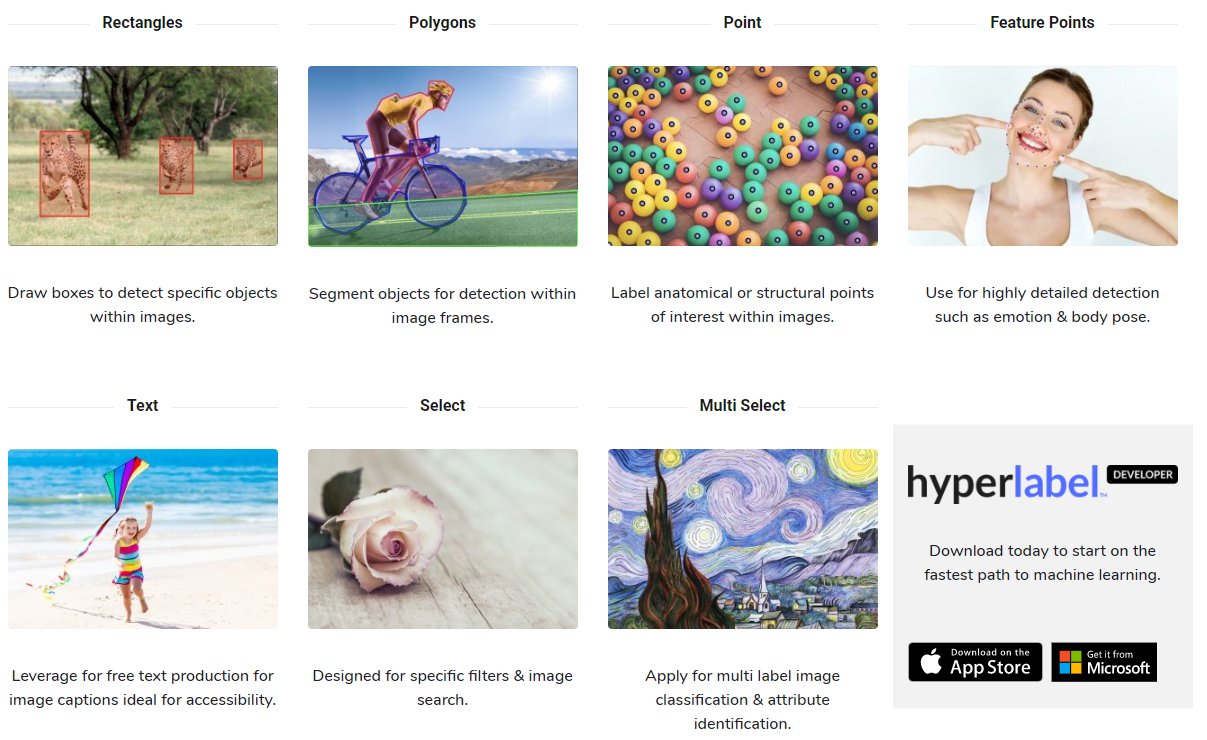 Rectangles
Polygons
Point
Feature Points
Draw boxes to detect specific objects
within images.
Segment objects for detection within
image frames.
Label anatomical or structural points
of interest within images.
Use for highly detailed detection
such as emotion & body pose.
Text
Select
Multi Select
Leverage for free text production for
image captions ideal for accessibility.
Designed for specific filters & image
search.
Apply for multi label image
classification & attribute
identification.
hyperlabel™ DEVELOPER
Download today to start on the
fastest path to machine learning.
Download on the
App Store
Get it from
Microsoft